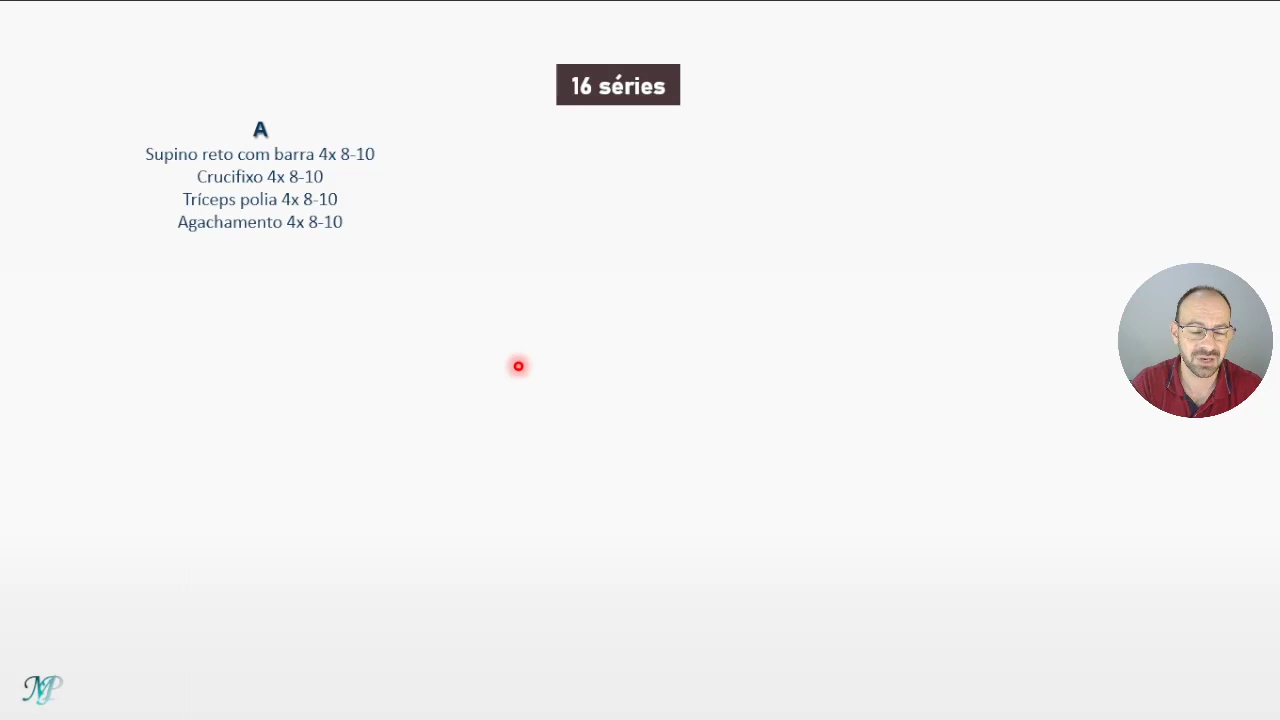 16 séries
A
Supino reto com barra 4x 8-10
Crucifixo 4x 8-10
Tríceps polia 4x 8-10
Agachamento 4x 8-10
MP